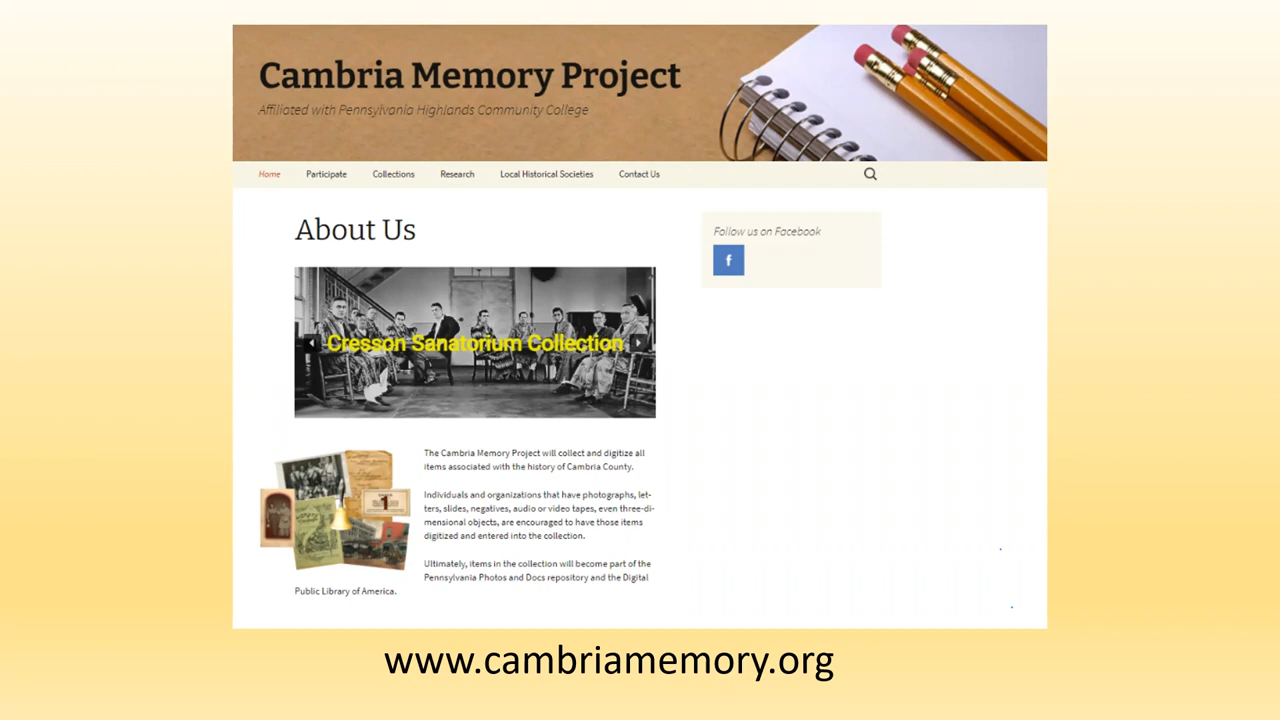 Cambria Memory Project
Affiliated with Pennsylvania Highlands Community College
Home Participate Collections Research Local Historical Societies Contact Us
About Us
Follow us on Facebook
f
Cresson Sanatorium Collection
The Cambria Memory Project will collect and digitize all
items associated with the history of Cambria County.
Individuals and organizations that have photographs, let-
ters, slides, negatives, audio or video tapes, even three-di-
mensional objects, are encouraged to have those items
digitized and entered into the collection.
Ultimately, items in the collection will become part of the
Pennsylvania Photos and Docs repository and the Digital
Public Library of America.
1
www.cambriamemory.org